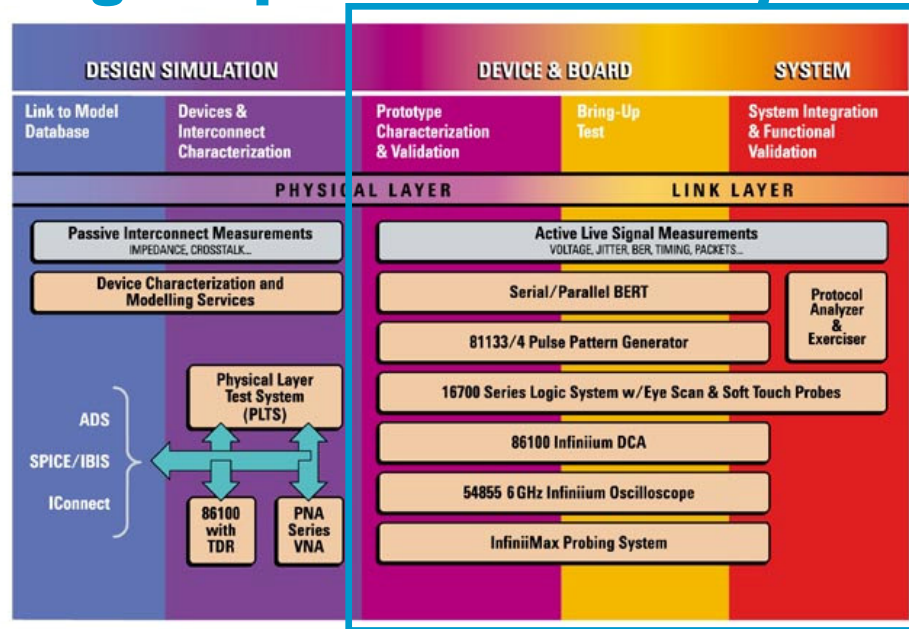 DESIGN SIMULATION
DEVICE & BOARD
SYSTEM
Link to Model
Database
Devices &
Interconnect
Characterization
Prototype
Characterization
& Validation
Bring-Up
Test
System Integration
& Functional
Validation
PHYSICAL LAYER
LINK LAYER
Passive Interconnect Measurements
IMPEDANCE, CROSSTALK...
Active Live Signal Measurements
VOLTAGE, JITTER, BER, TIMING, PACKETS...
Device Characterization and
Modelling Services
Serial/Parallel BERT
Protocol
Analyzer
&
Exerciser
81133/4 Pulse Pattern Generator
Physical Layer
Test System
(PLTS)
16700 Series Logic System w/Eye Scan & Soft Touch Probes
ADS
SPICE/IBIS
IConnect
86100 Infiniium DCA
54855 6 GHz Infiniium Oscilloscope
86100
with
TDR
PNA
Series
VNA
InfiniiMax Probing System